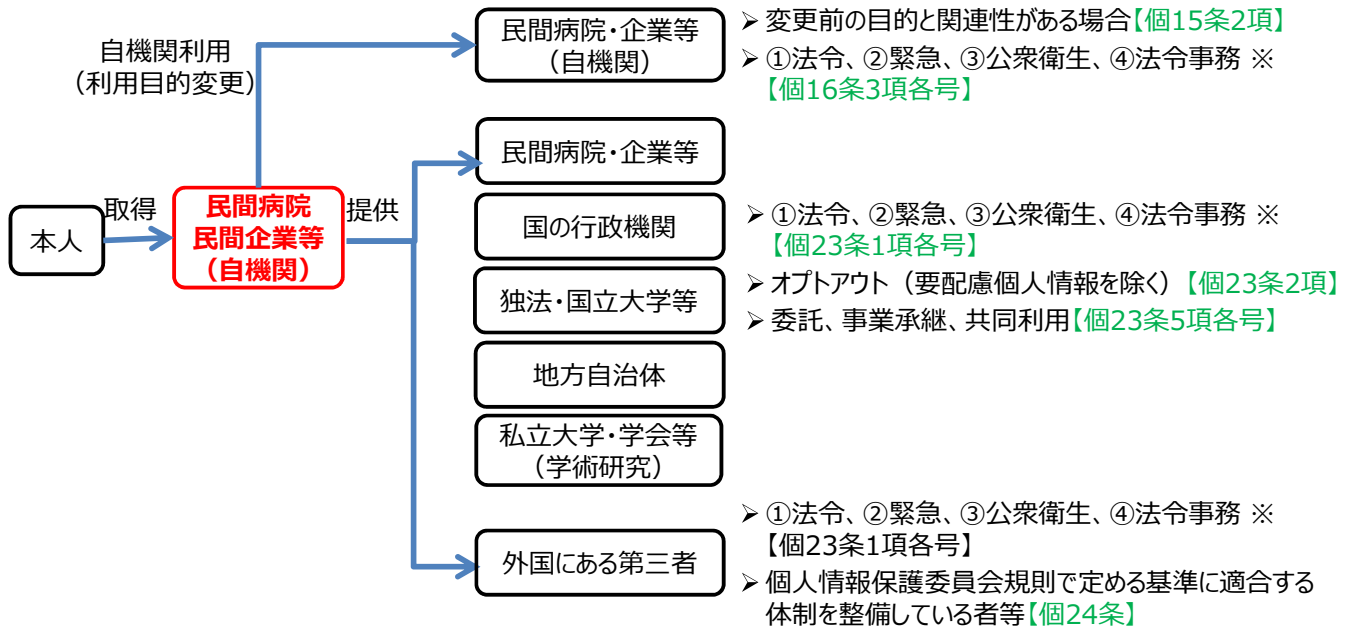 自機関利用
（利用目的変更）
民間病院・企業等
（自機関）
➢ 変更前の目的と関連性がある場合【個15条2項】
➢ ①法令、②緊急、③公衆衛生、④法令事務 ※
【個16条3項各号】
本人
取得
民間病院
民間企業等
（自機関）
提供
民間病院・企業等
国の行政機関
独法・国立大学等
地方自治体
私立大学・学会等
（学術研究）
➢ ①法令、②緊急、③公衆衛生、④法令事務 ※
【個23条1項各号】
➢ オプトアウト（要配慮個人情報を除く）【個23条2項】
➢ 委託、事業承継、共同利用【個23条5項各号】
外国にある第三者
➢ ①法令、②緊急、③公衆衛生、④法令事務 ※
【個23条1項各号】
➢ 個人情報保護委員会規則で定める基準に適合する
体制を整備している者等【個24条】